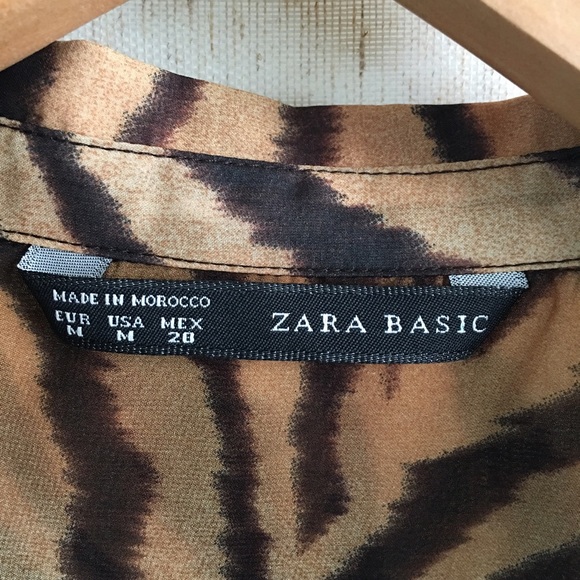 MADE IN MOROCCO
EUR USA MEX
M M 28
ZARA BASIC